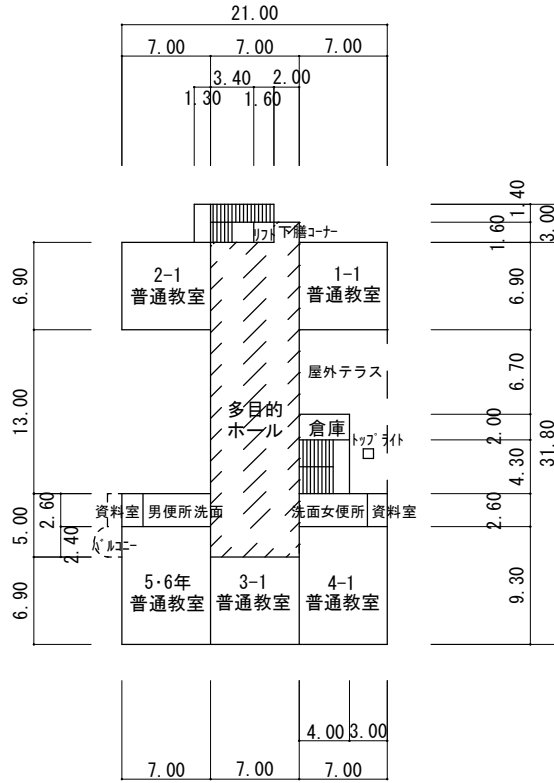 21.00
7.00 7.00 7.00
3.40 2.00
1.30 1.60
1.40
3.00
1.60
リフト 下膳コーナー
6.90
2-1
普通教室
1-1
普通教室
6.90
屋外テラス
6.70
13.00
多目的
ホール
倉庫
トップライト
2.00
31.80
4.30
2.60
5.00
2.40
資料室 男便所 洗面
洗面 女便所 資料室
2.60
バルコニー
6.90
5・6年
普通教室
3-1
普通教室
4-1
普通教室
9.30
4.00 3.00
7.00 7.00 7.00